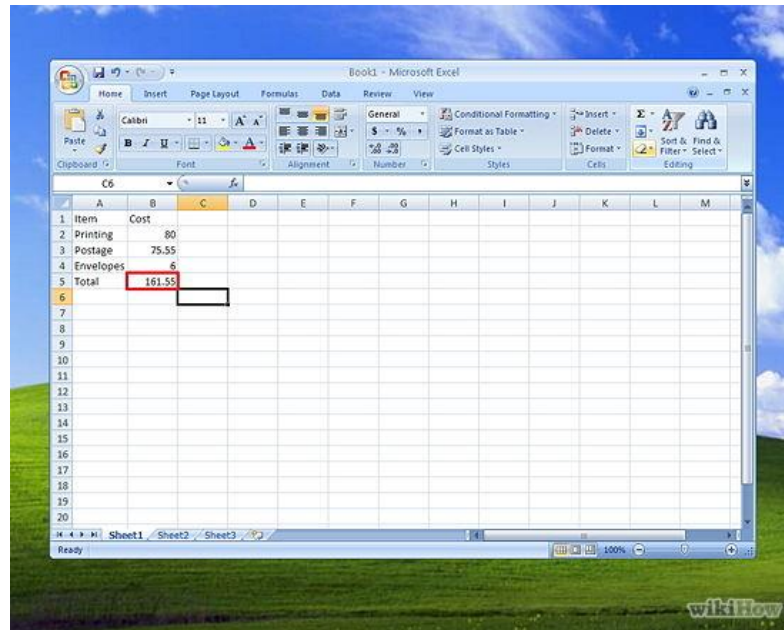 Book1 - Microsoft Excel
Home Insert Page Layout Formulas Data Review View
Paste
Calibri 11 A A
B I U A
General
$ % ,
Conditional Formatting
Format as Table
Cell Styles
Insert
Delete
Format
Σ
Sort & Filter
Find & Select
Clipboard Font Alignment Number Styles Cells Editing
C6 fx
A B C D E F G H I J K L M
1 Item Cost
2 Printing 80
3 Postage 75.55
4 Envelopes 6
5 Total 161.55
6
7
8
9
10
11
12
13
14
15
16
17
18
19
20
Sheet1 Sheet2 Sheet3
Ready 100%
wikiHow